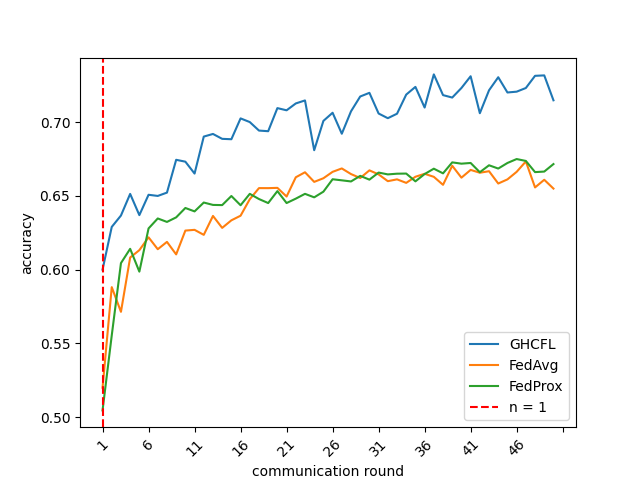 0.70
0.65
0.60
0.55
0.50
accuracy
GHCFL
FedAvg
FedProx
n = 1
1
6
11
16
21
26
31
36
41
46
communication round